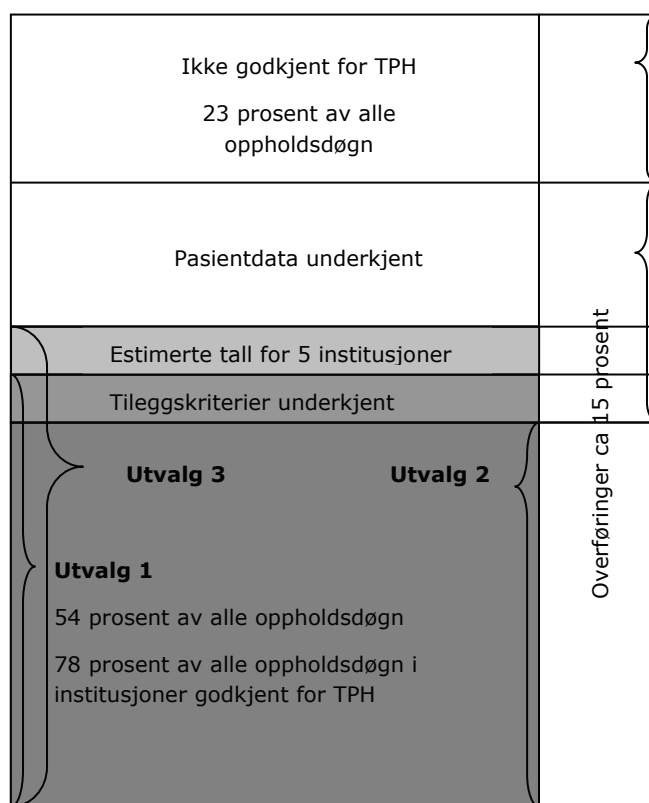 Ikke godkjent for TPH
23 prosent av alle
oppholdsdøgn
Pasientdata underkjent
Estimerte tall for 5 institusjoner
Tileggskriterier underkjent
Utvalg 3
Utvalg 2
Utvalg 1
54 prosent av alle oppholdsdøgn
78 prosent av alle oppholdsdøgn i
institusjoner godkjent for TPH
Overføringer ca 15 prosent